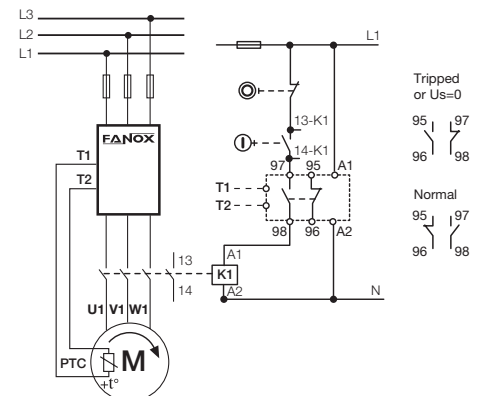 L3
L2
L1
L1
FANOX
T1
T2
13-K1
14-K1
97 95 A1
T1
T2
98 96 A2
13
14
A1
K1
A2
N
U1 V1 W1
PTC
M
+t°
Tripped
or Us=0
95 97
96 98
Normal
95 97
96 98